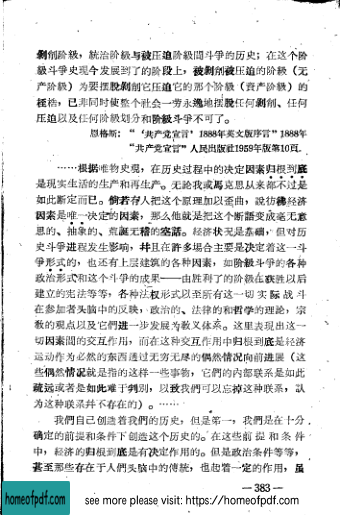 剥削阶級，統治阶級与被压迫阶級間斗爭的历史；在这个阶
級斗爭史现今发展到了的阶段上，被剥削被压迫的阶級（无
产阶級）为要摆脫剥削它压迫它的那个阶級（資产阶級）的
桎梏，已非同时使整个社会一劳永逸地摆脫任何剥削、任何
压迫以及任何阶級划分和阶級斗爭不可了。
恩格斯：“‘共产党宣言’1888年英文版序言”1888年
“共产党宣言”人民出版社1959年版第10頁。
……根据唯物史观，在历史过程中的决定因素归根到底
是现实生活的生产和再生产。无論我或馬克思从来都不过是
如此断定而已。倘若有人把这个原理加以歪曲，說彷彿经济
因素是唯一决定的因素，那么他就是把这个断語变成毫无意
思的、抽象的、荒誕无稽的空話。经济状况是基础，但对历
史斗爭进程发生影响，并且在許多場合主要是决定着这一斗
爭形式的，也还有上层建筑的各种因素，如阶級斗爭的各种
政治形式和这个斗爭的成果——由胜利了的阶級在获胜以后
建立的宪法等等，各种法权形式以至所有这一切实际战斗
在参加者头脑中的反映，政治的、法律的和哲学的理論，宗
教的观点以及它們进一步发展为教义体系。这里表现出这一
切因素間的交互作用，而在这种交互作用中归根到底是经济
运动作为必然的东西通过无穷无尽的偶然情况向前进展（这
些偶然情况就是指的这样一些事物，它們的内部联系是如此
疏远或者是如此难于判別，以致我們可以忘掉这种联系，认
为这种联系幷不存在的）。……
我們自己創造着我們的历史，但是第一，我們是在十分
确定的前提和条件下創造这个历史的。在这些前提和条件
中，経济的归根到底是有决定作用的。但是政治条件等等，
甚至那些存在于人們头脑中的传統，也起着一定的作用，虽
— 383 —
homeofpdf.com
see more please visit: https://homeofpdf.com